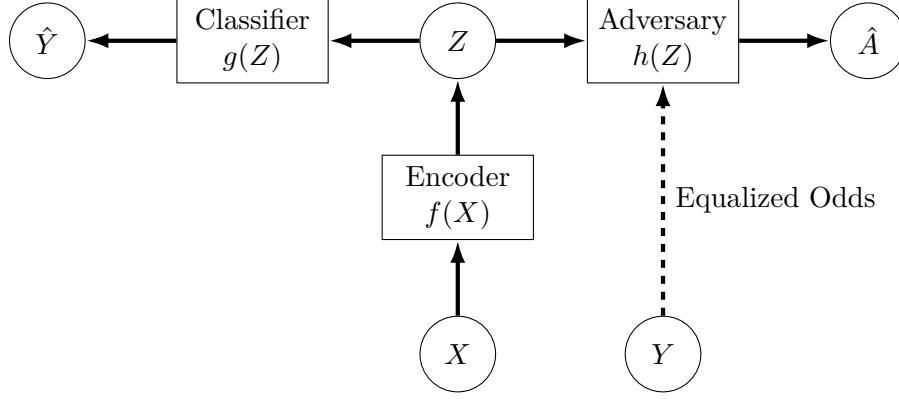 Ŷ
Classifier
g(Z)
Z
Adversary
h(Z)
Â
Encoder
f(X)
Equalized Odds
X
Y